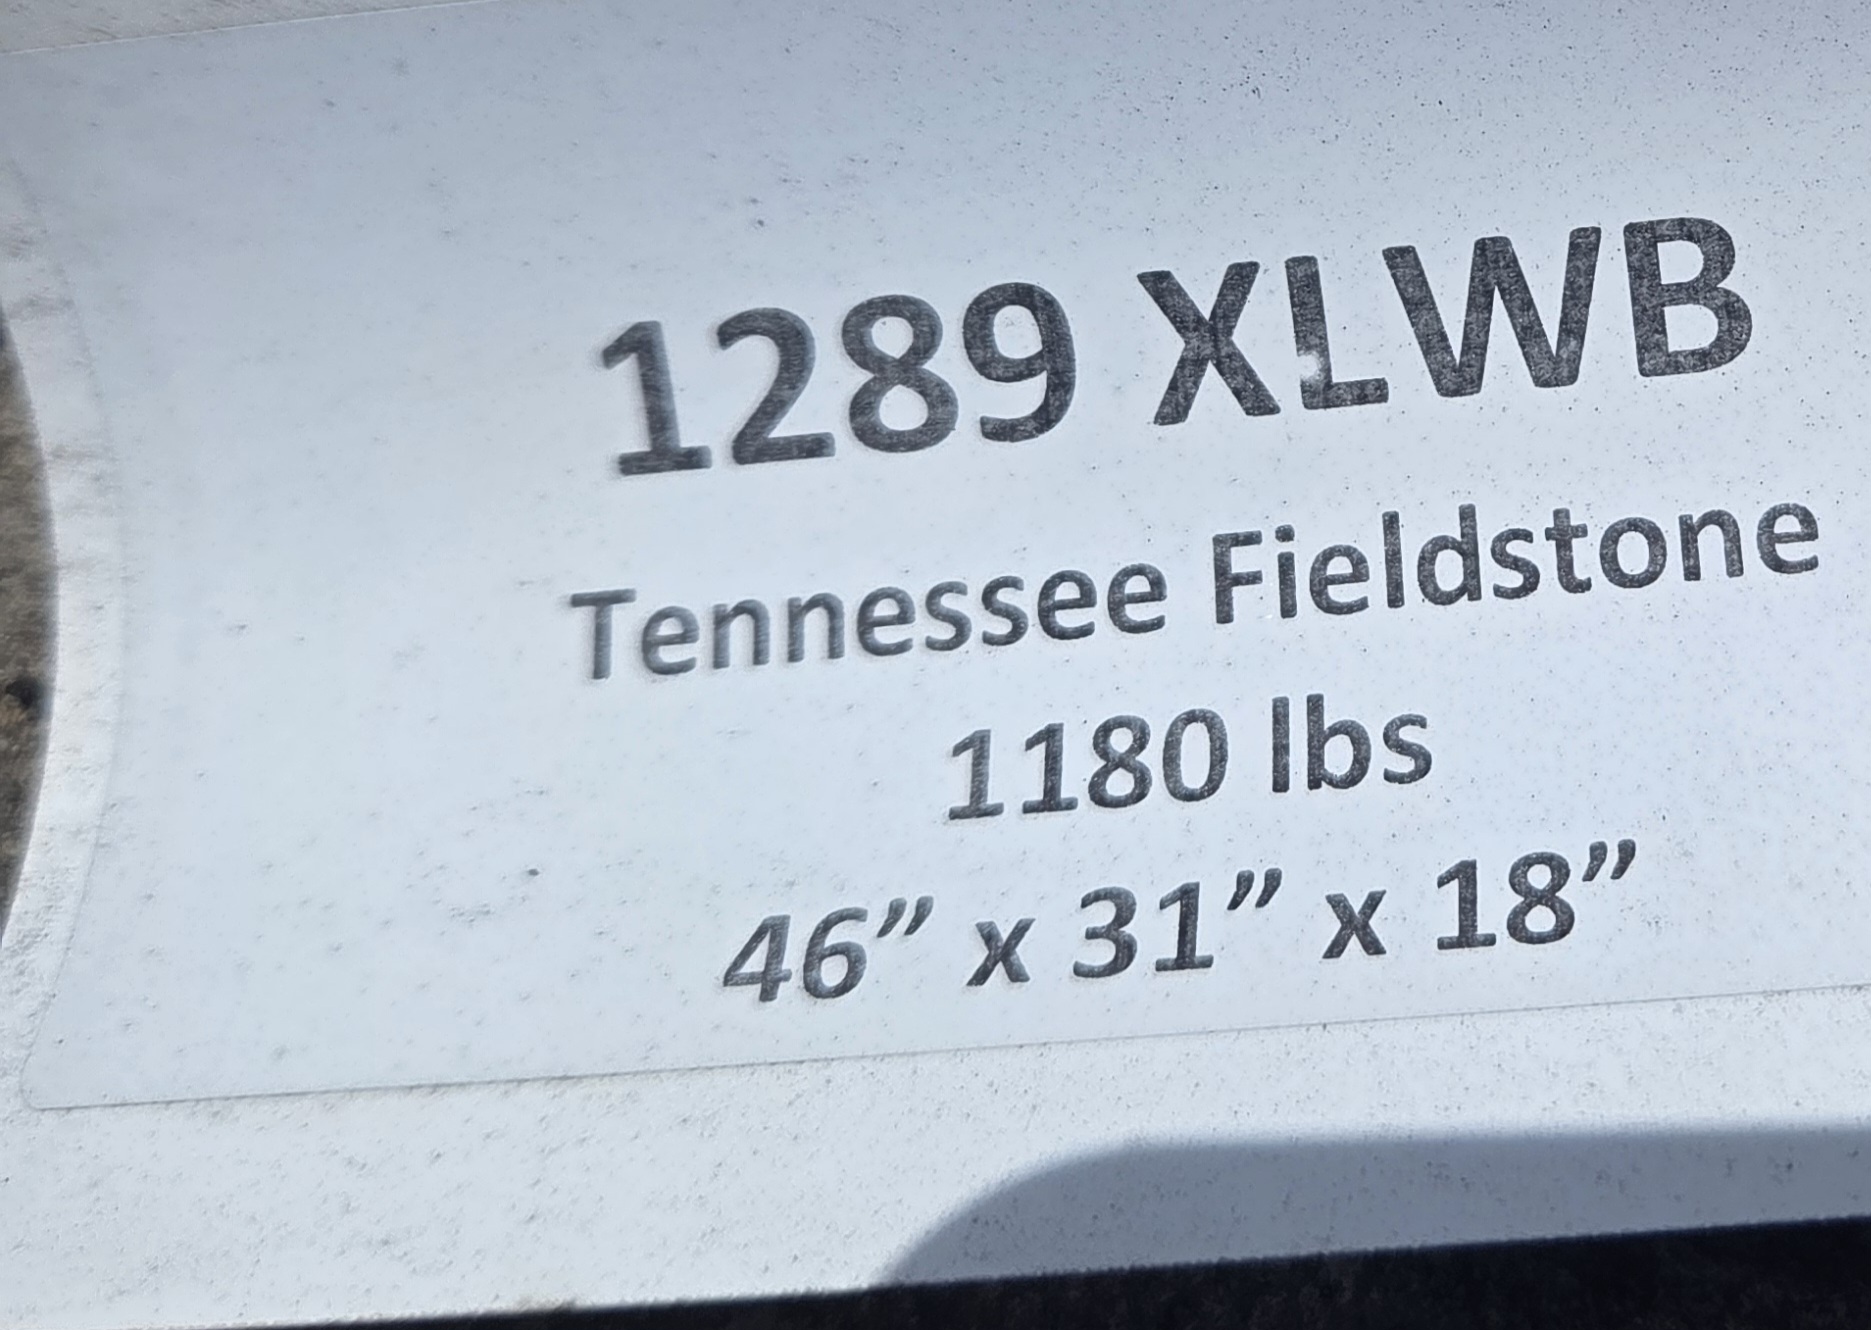 1289 XLWB
Tennessee Fieldstone
1180 lbs
46” x 31” x 18”